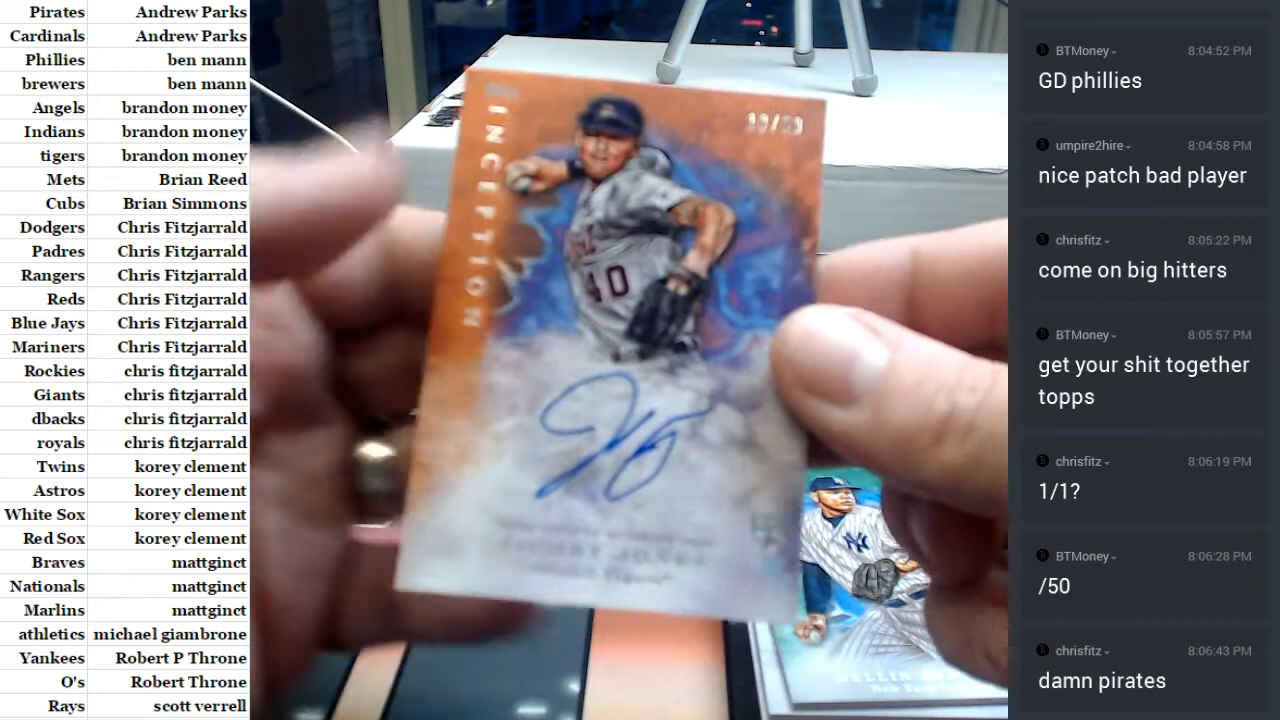 Pirates Andrew Parks
Cardinals Andrew Parks
Phillies ben mann
brewers ben mann
Angels brandon money
Indians brandon money
tigers brandon money
Mets Brian Reed
Cubs Brian Simmons
Dodgers Chris Fitzjarrald
Padres Chris Fitzjarrald
Rangers Chris Fitzjarrald
Reds Chris Fitzjarrald
Blue Jays Chris Fitzjarrald
Mariners Chris Fitzjarrald
Rockies chris fitzjarrald
Giants chris fitzjarrald
dbacks chris fitzjarrald
royals chris fitzjarrald
Twins korey clement
Astros korey clement
White Sox korey clement
Red Sox korey clement
Braves mattginct
Nationals mattginct
Marlins mattginct
athletics michael giambrone
Yankees Robert P Throne
O's Robert Throne
Rays scott verrell
INCEPTION
40
JONES
New York
BTMoney 8:04:52 PM
GD phillies
umpire2hire 8:04:58 PM
nice patch bad player
chrisfitz 8:05:22 PM
come on big hitters
BTMoney 8:05:57 PM
get your shit together
topps
chrisfitz 8:06:19 PM
1/1?
BTMoney 8:06:28 PM
/50
chrisfitz 8:06:43 PM
damn pirates